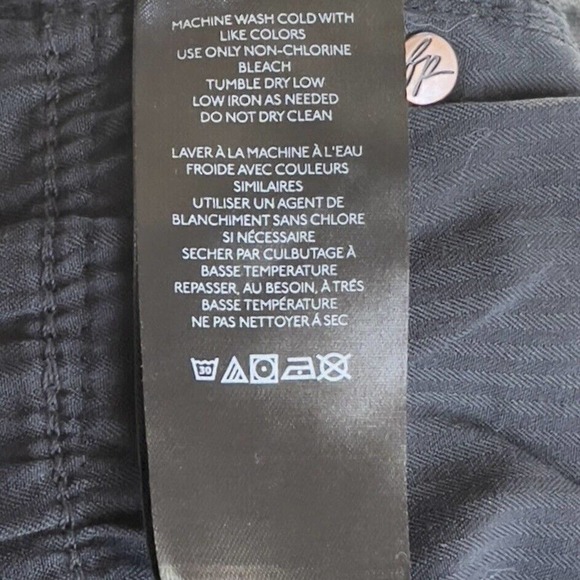 MACHINE WASH COLD WITH
LIKE COLORS
USE ONLY NON-CHLORINE
BLEACH
TUMBLE DRY LOW
LOW IRON AS NEEDED
DO NOT DRY CLEAN
LAVER À LA MACHINE À L'EAU
FROIDE AVEC COULEURS
SIMILAIRES
UTILISER UN AGENT DE
BLANCHIMENT SANS CHLORE
SI NÉCESSAIRE
SECHER PAR CULBUTAGE À
BASSE TEMPERATURE
REPASSER, AU BESOIN, À TRÉS
BASSE TEMPÉRATURE
NE PAS NETTOYER Á SEC
30